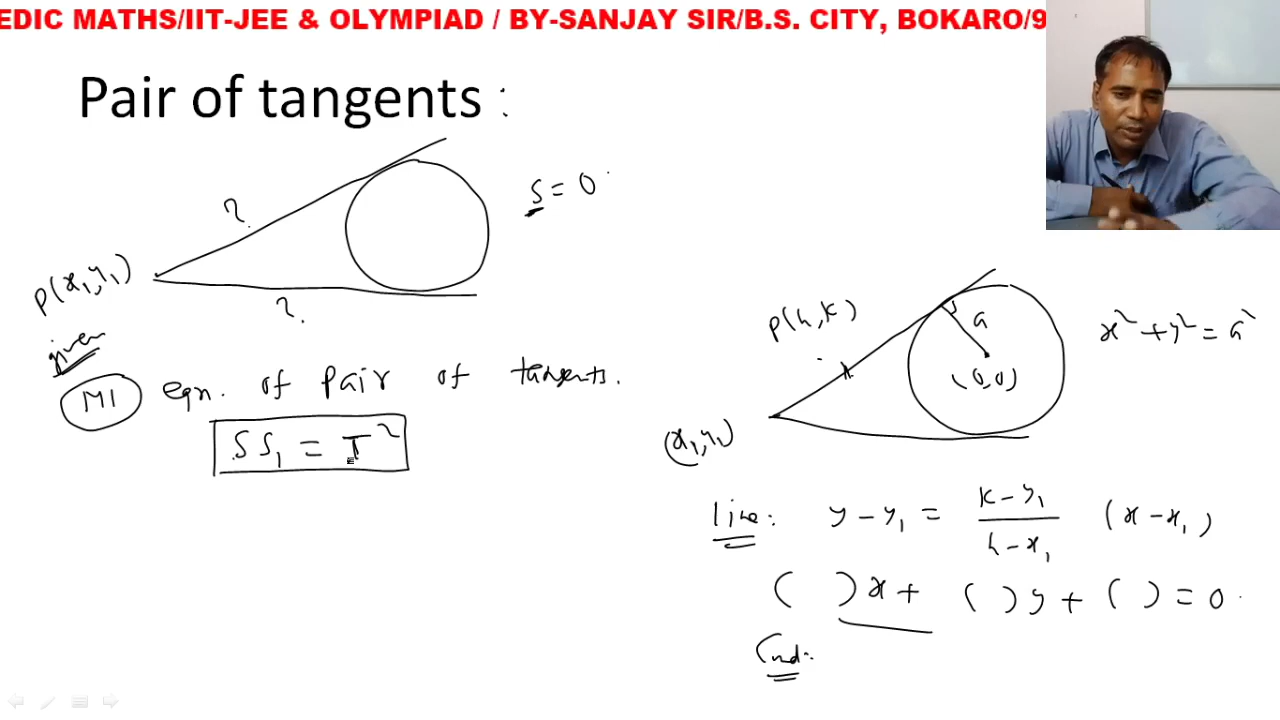 EDIC MATHS/IIT-JEE & OLYMPIAD / BY-SANJAY SIR/B.S. CITY, BOKARO/9
Pair of tangents :
?
S = 0
P(x₁,y₁)
?
given
M1 eqn. of pair of tangents.
SS₁ = T²
P(h,k)
a
x² + y² = a²
(0,0)
(x₁,y₁)
line: y - y₁ = (k - y₁)/(h - x₁) (x - x₁)
( )x + ( )y + ( ) = 0
Cond: